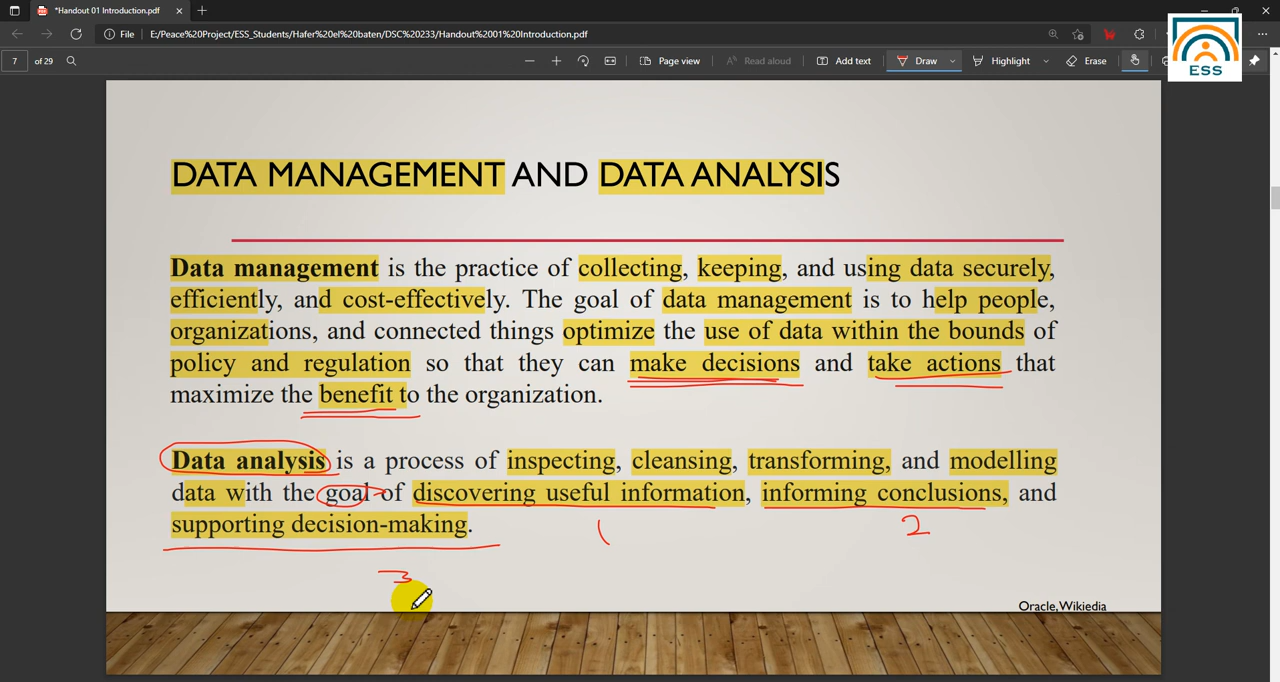 *Handout 01 Introduction.pdf
File
E:/Peace%20Project/ESS_Students/Hafer%20el%20baten/DSC%20233/Handout%2001%20Introduction.pdf
7 of 29
Page view
Read aloud
Add text
Draw
Highlight
Erase
ESS
DATA MANAGEMENT AND DATA ANALYSIS
Data management is the practice of collecting, keeping, and using data securely,
efficiently, and cost-effectively. The goal of data management is to help people,
organizations, and connected things optimize the use of data within the bounds of
policy and regulation so that they can make decisions and take actions that
maximize the benefit to the organization.
Data analysis is a process of inspecting, cleansing, transforming, and modelling
data with the goal of discovering useful information, informing conclusions, and
supporting decision-making.
1
2
3
Oracle,Wikiedia